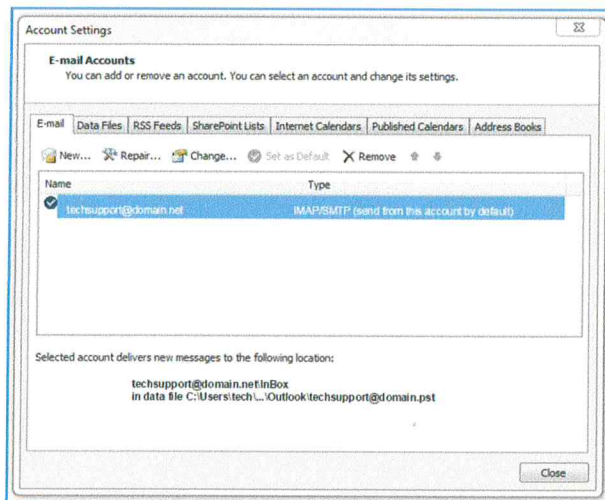 Account Settings
E-mail Accounts
You can add or remove an account. You can select an account and change its settings.
E-mail Data Files RSS Feeds SharePoint Lists Internet Calendars Published Calendars Address Books
New... Repair... Change... Set as Default Remove
Name Type
techsupport@domain.net IMAP/SMTP (send from this account by default)
Selected account delivers new messages to the following location:
techsupport@domain.net\InBox
in data file C:\Users\tech\...\Outlook\techsupport@domain.pst
Close